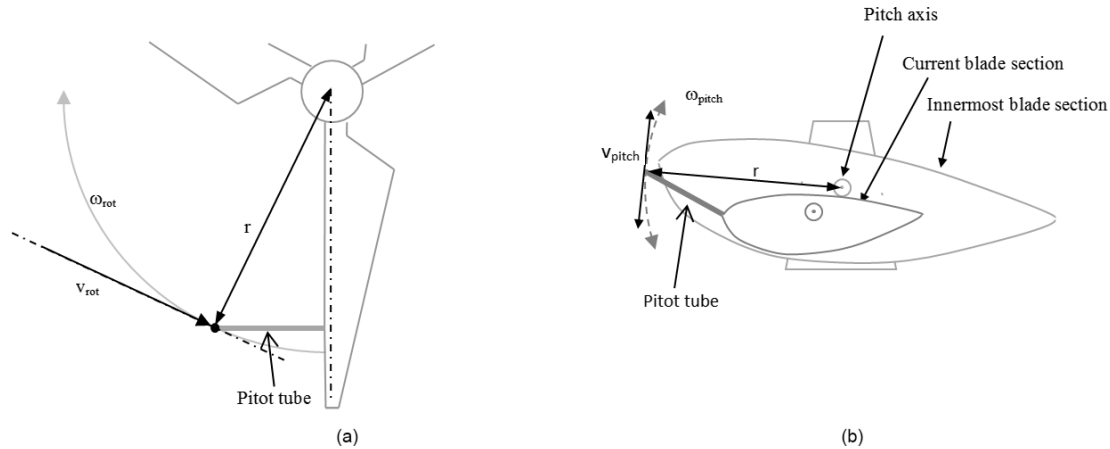 ω_rot
r
v_rot
Pitot tube
(a)
Pitch axis
Current blade section
Innermost blade section
ω_pitch
v_pitch
r
Pitot tube
(b)